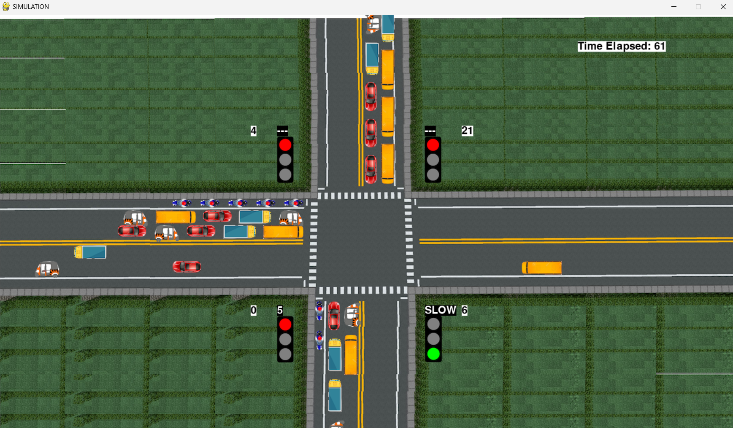 SIMULATION
Time Elapsed: 61
4 ---
--- 21
0 5
SLOW 6